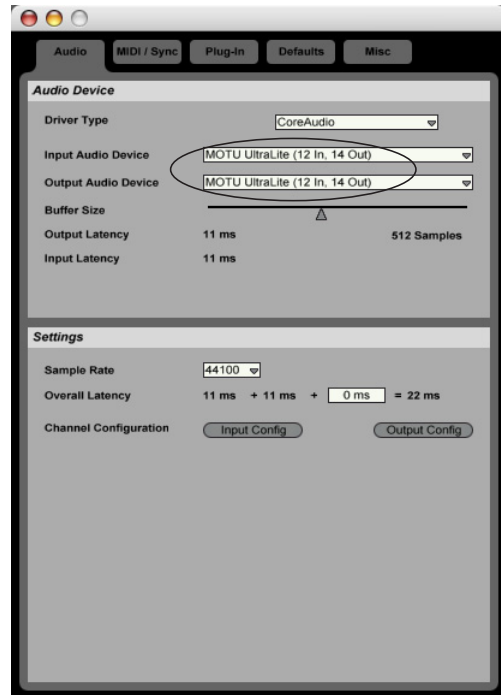 Audio MIDI / Sync Plug-In Defaults Misc
Audio Device
Driver Type CoreAudio
Input Audio Device MOTU UltraLite (12 In, 14 Out)
Output Audio Device MOTU UltraLite (12 In, 14 Out)
Buffer Size
Output Latency 11 ms 512 Samples
Input Latency 11 ms
Settings
Sample Rate 44100
Overall Latency 11 ms + 11 ms + 0 ms = 22 ms
Channel Configuration Input Config Output Config